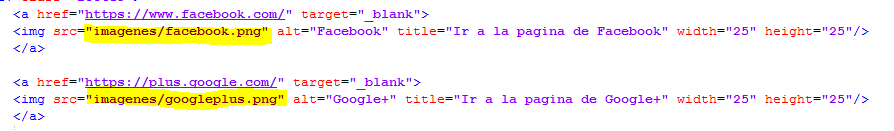 <a href="https://www.facebook.com/" target="_blank">
<img src="imagenes/facebook.png" alt="Facebook" title="Ir a la pagina de Facebook" width="25" height="25"/>
</a>
<a href="https://plus.google.com/" target="_blank">
<img src="imagenes/googleplus.png" alt="Google+" title="Ir a la pagina de Google+" width="25" height="25"/>
</a>